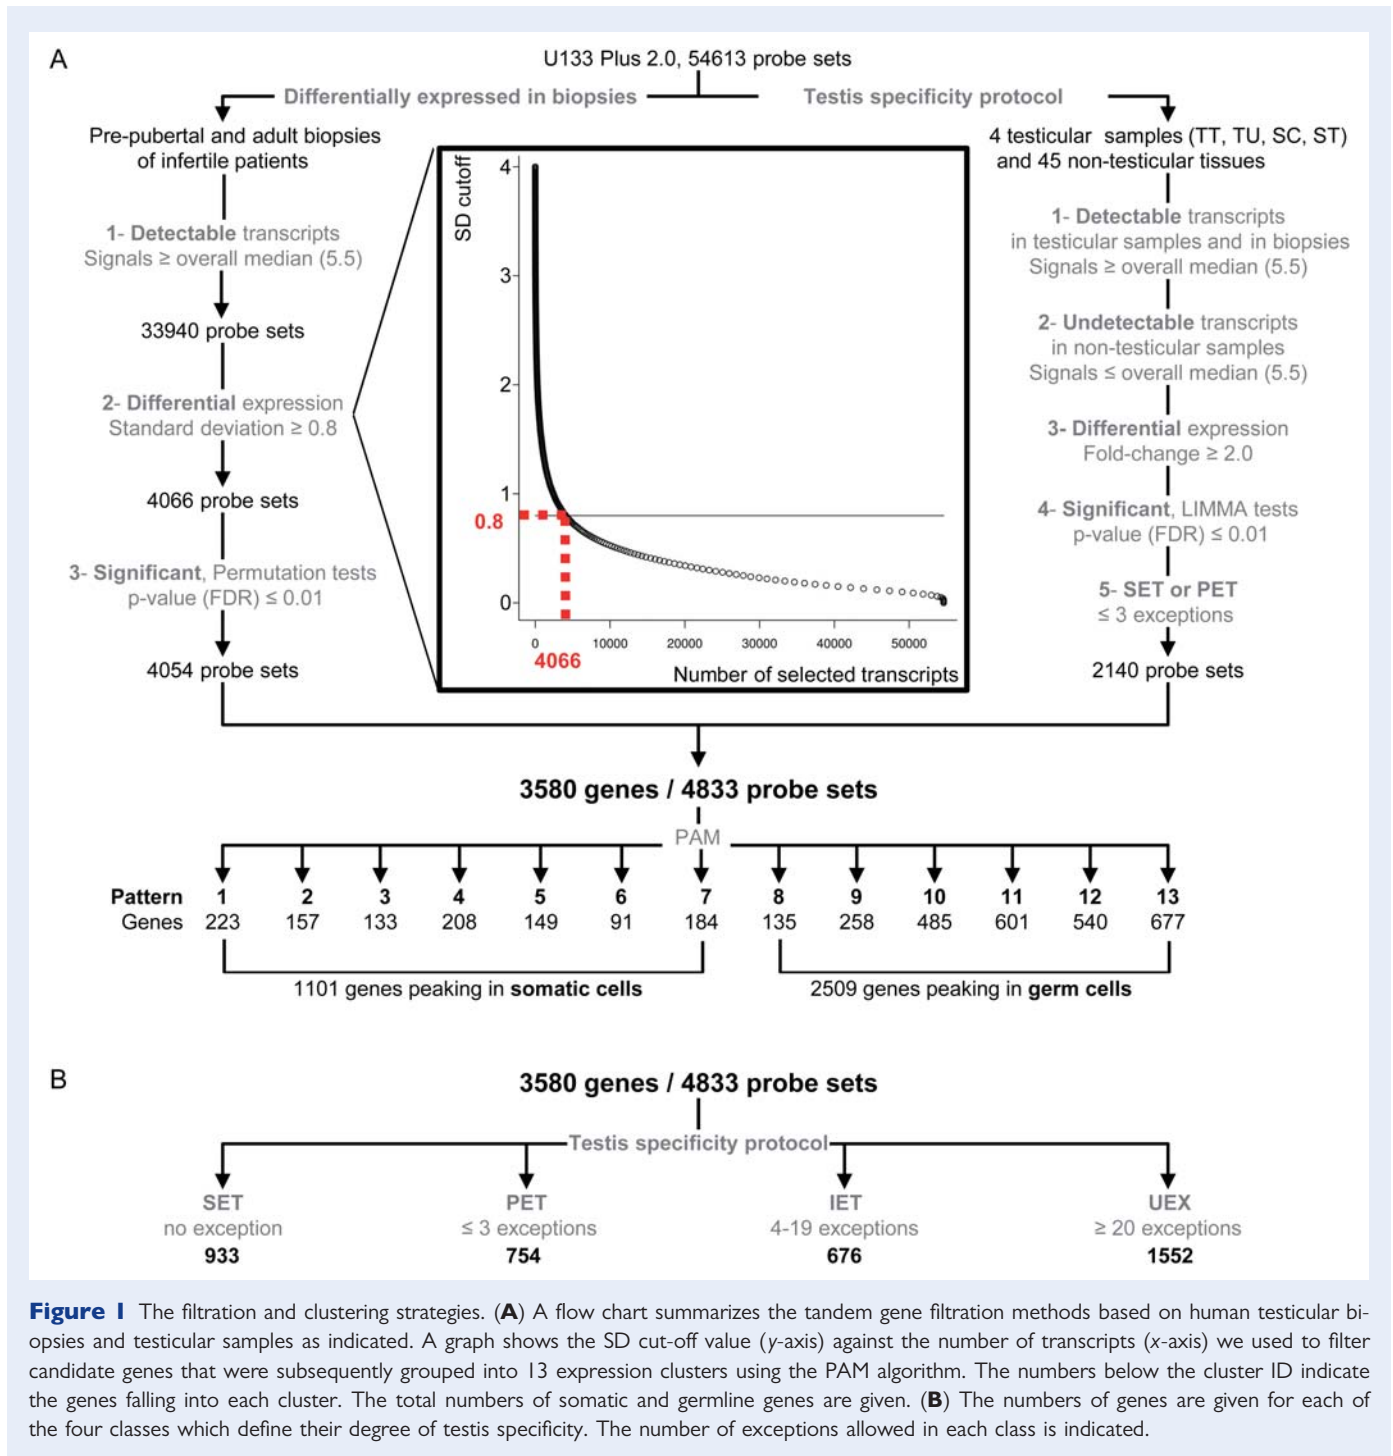 A
U133 Plus 2.0, 54613 probe sets
Differentially expressed in biopsies
Testis specificity protocol
Pre-pubertal and adult biopsies
of infertile patients
1- Detectable transcripts
Signals ≥ overall median (5.5)
33940 probe sets
2- Differential expression
Standard deviation ≥ 0.8
4066 probe sets
3- Significant, Permutation tests
p-value (FDR) ≤ 0.01
4054 probe sets
SD cutoff
4
3
2
1
0.8
0
0 10000 20000 30000 40000 50000
4066
Number of selected transcripts
4 testicular samples (TT, TU, SC, ST)
and 45 non-testicular tissues
1- Detectable transcripts
in testicular samples and in biopsies
Signals ≥ overall median (5.5)
2- Undetectable transcripts
in non-testicular samples
Signals ≤ overall median (5.5)
3- Differential expression
Fold-change ≥ 2.0
4- Significant, LIMMA tests
p-value (FDR) ≤ 0.01
5- SET or PET
≤ 3 exceptions
2140 probe sets
3580 genes / 4833 probe sets
PAM
Pattern 1 2 3 4 5 6 7 8 9 10 11 12 13
Genes 223 157 133 208 149 91 184 135 258 485 601 540 677
1101 genes peaking in somatic cells
2509 genes peaking in germ cells
B
3580 genes / 4833 probe sets
Testis specificity protocol
SET PET IET UEX
no exception ≤ 3 exceptions 4-19 exceptions ≥ 20 exceptions
933 754 676 1552
Figure 1 The filtration and clustering strategies. (A) A flow chart summarizes the tandem gene filtration methods based on human testicular bi-
opsies and testicular samples as indicated. A graph shows the SD cut-off value (y-axis) against the number of transcripts (x-axis) we used to filter
candidate genes that were subsequently grouped into 13 expression clusters using the PAM algorithm. The numbers below the cluster ID indicate
the genes falling into each cluster. The total numbers of somatic and germline genes are given. (B) The numbers of genes are given for each of
the four classes which define their degree of testis specificity. The number of exceptions allowed in each class is indicated.